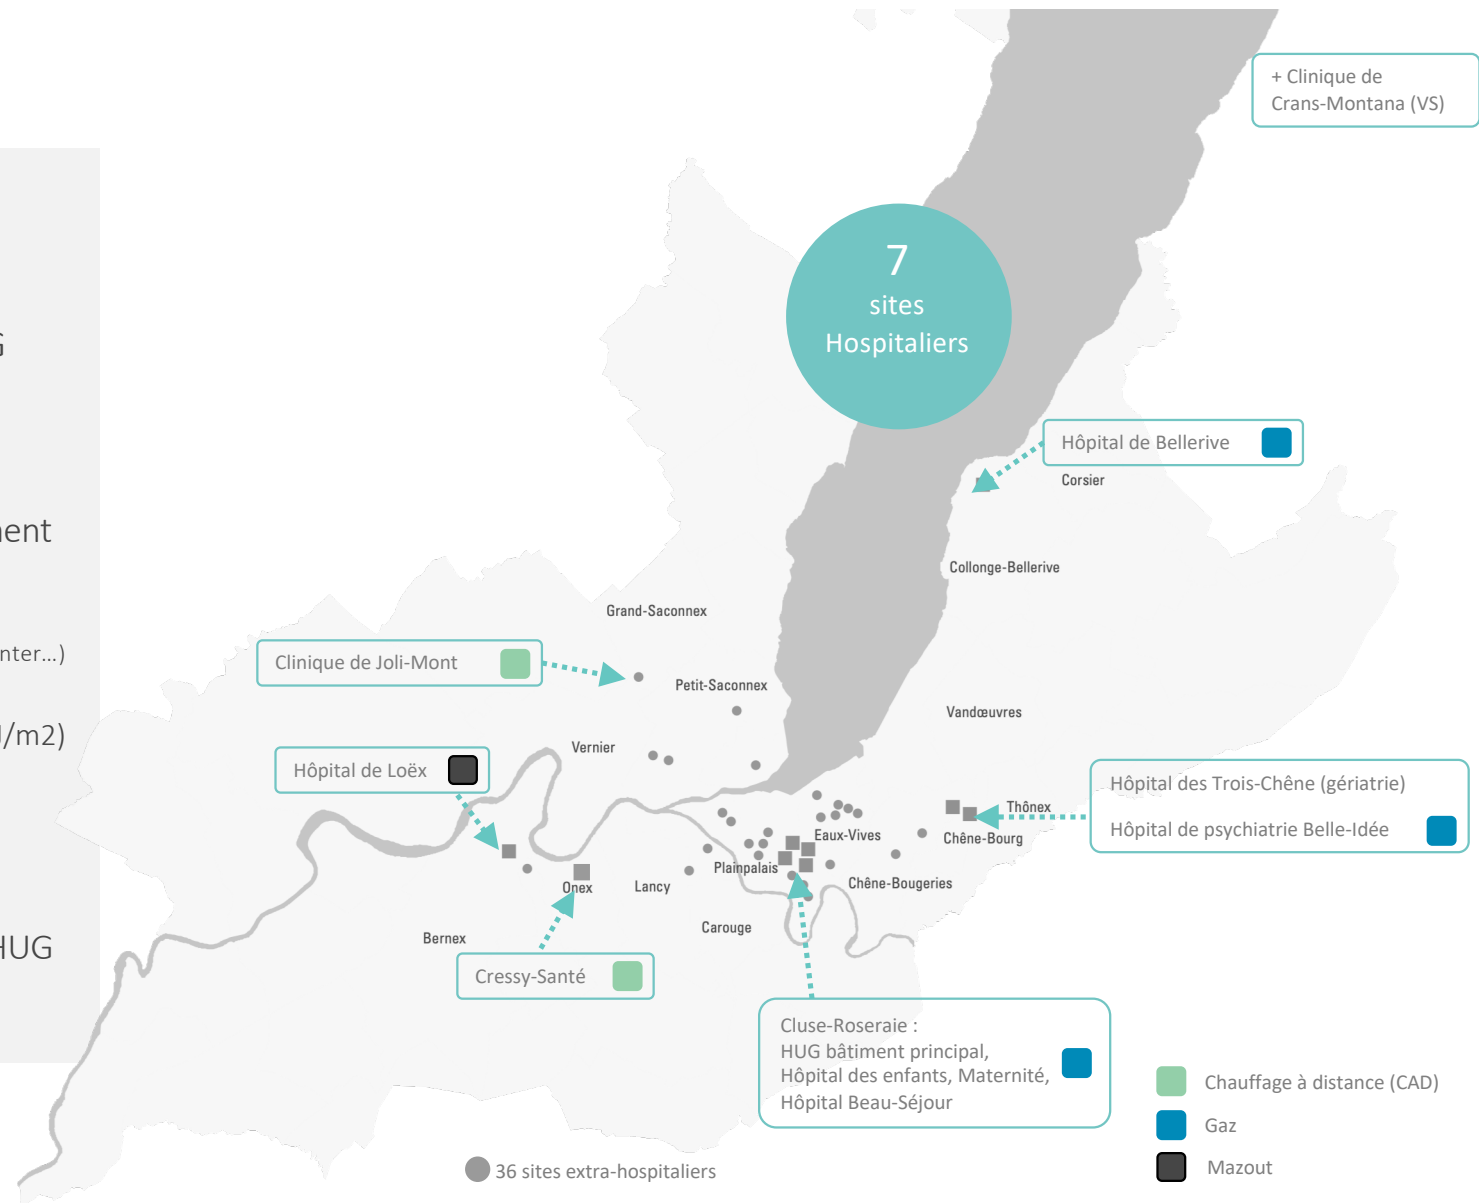 + Clinique de
Crans-Montana (VS)
7
sites
Hospitaliers
Hôpital de Bellerive
Corsier
Collonge-Bellerive
Grand-Saconnex
Clinique de Joli-Mont
Petit-Saconnex
Vandœuvres
Vernier
Hôpital de Loëx
Hôpital des Trois-Chêne (gériatrie)
Hôpital de psychiatrie Belle-Idée
Thônex
Eaux-Vives
Chêne-Bourg
Plainpalais
Chêne-Bougeries
Onex
Lancy
Carouge
Bernex
Cressy-Santé
Cluse-Roseraie :
HUG bâtiment principal,
Hôpital des enfants, Maternité,
Hôpital Beau-Séjour
Chauffage à distance (CAD)
Gaz
Mazout
36 sites extra-hospitaliers
HUG
/m2)
nter…)
ent